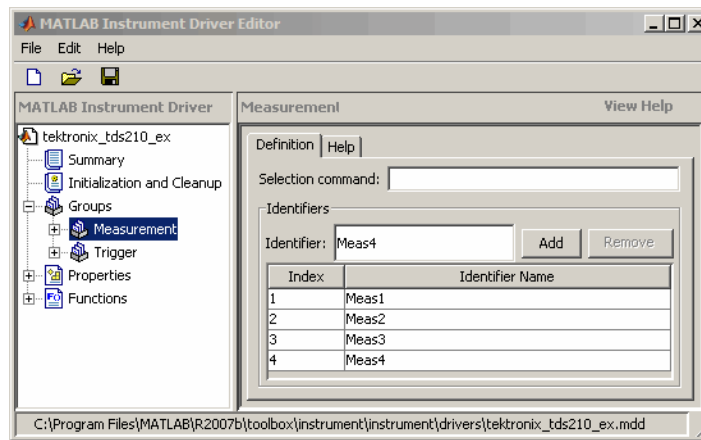 MATLAB Instrument Driver Editor
File Edit Help
MATLAB Instrument Driver
Measurement View Help
tektronix_tds210_ex
Summary
Initialization and Cleanup
Groups
Measurement
Trigger
Properties
Functions
Definition Help
Selection command:
Identifiers
Identifier: Meas4 Add Remove
Index Identifier Name
1 Meas1
2 Meas2
3 Meas3
4 Meas4
C:\Program Files\MATLAB\R2007b\toolbox\instrument\instrument\drivers\tektronix_tds210_ex.mdd